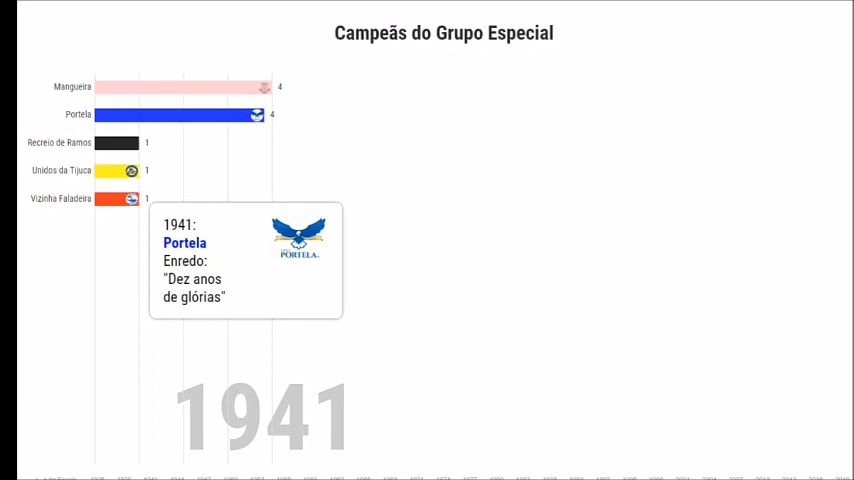 Campeãs do Grupo Especial
Mangueira 4
Portela 4
Recreio de Ramos 1
Unidos da Tijuca 1
Vizinha Faladeira 1
1941:
Portela
Enredo:
"Dez anos
de glórias"
PORTELA
1941